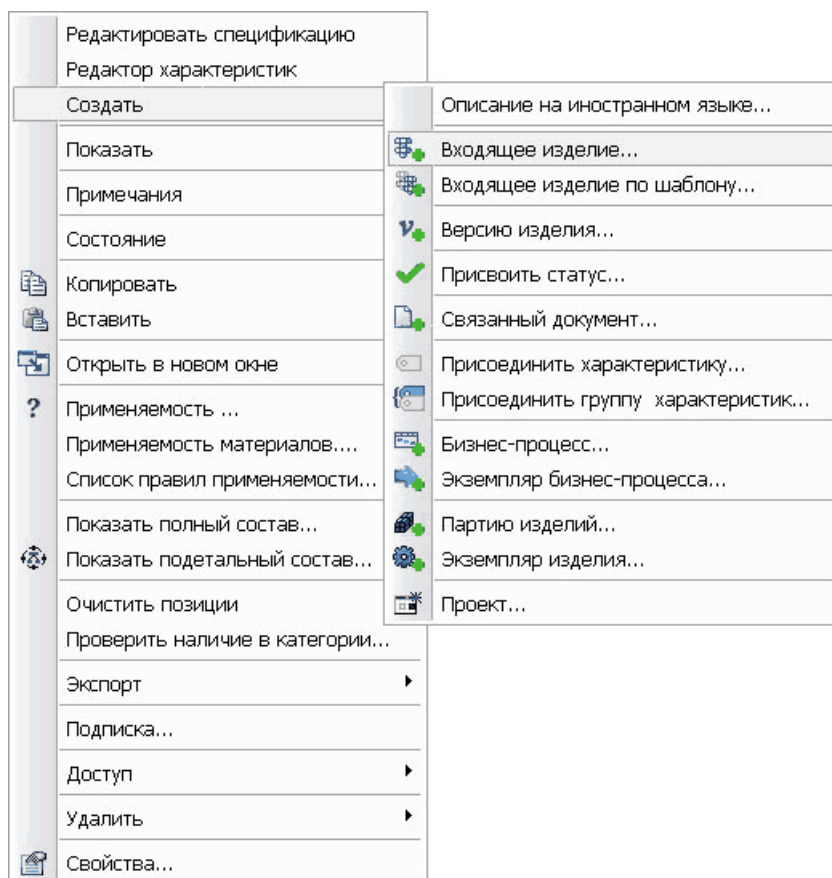 Редактировать спецификацию
Редактор характеристик
Создать
Показать
Примечания
Состояние
Копировать
Вставить
Открыть в новом окне
Применяемость ...
Применяемость материалов....
Список правил применяемости...
Показать полный состав...
Показать подетальный состав...
Очистить позиции
Проверить наличие в категории...
Экспорт
Подписка...
Доступ
Удалить
Свойства...
Описание на иностранном языке...
Входящее изделие...
Входящее изделие по шаблону...
Версию изделия...
Присвоить статус...
Связанный документ...
Присоединить характеристику...
Присоединить группу характеристик...
Бизнес-процесс...
Экземпляр бизнес-процесса...
Партию изделий...
Экземпляр изделия...
Проект...